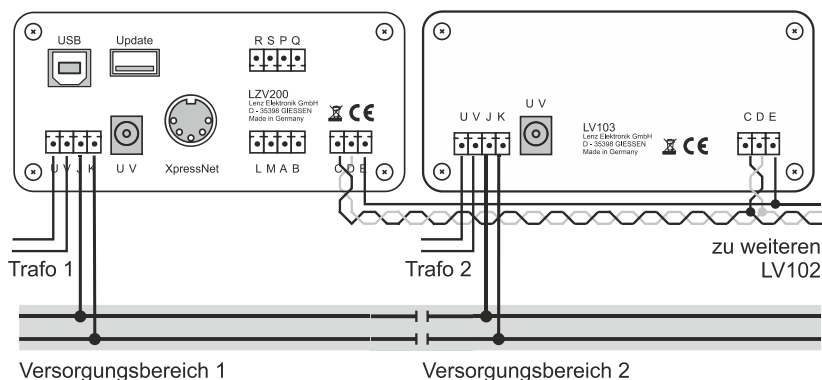 USB Update
R S P Q
LZV200
Lenz Elektronik GmbH
D - 35398 GIESSEN
Made in Germany
CE
U V J K
U V
XpressNet
L M A B
C D E
U V J K
U V
LV103
Lenz Elektronik GmbH
D - 35398 GIESSEN
Made in Germany
CE
C D E
Trafo 1
Trafo 2
zu weiteren
LV102
Versorgungsbereich 1
Versorgungsbereich 2